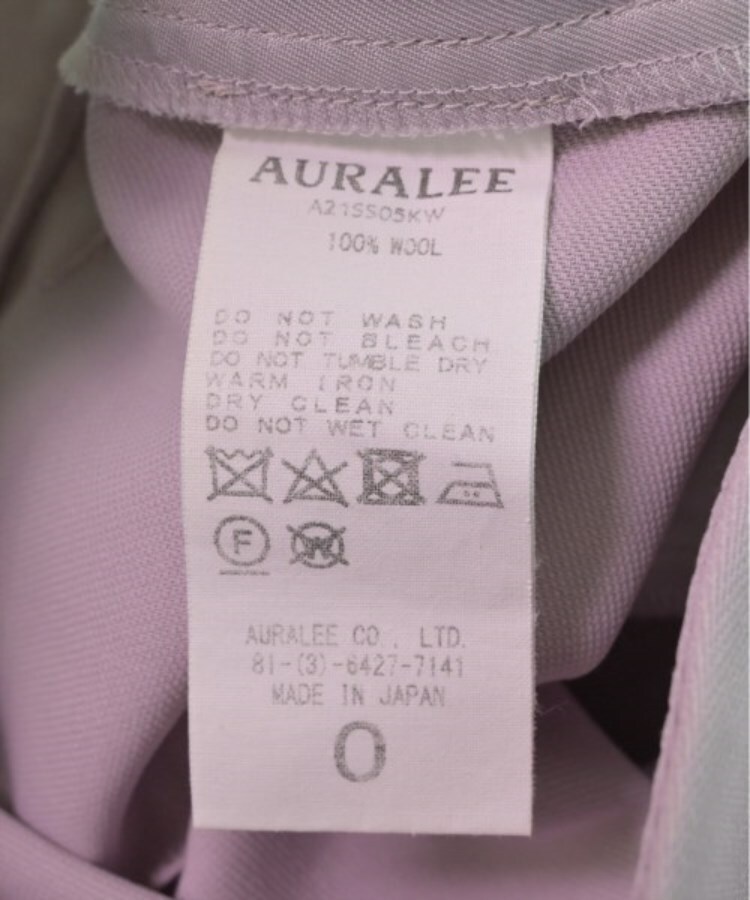 AURALEE
A21SS05KW
100% WOOL
DO NOT WASH
DO NOT BLEACH
DO NOT TUMBLE DRY
WARM IRON
DRY CLEAN
DO NOT WET CLEAN
F W
AURALEE CO., LTD.
81-(3)-6427-7141
MADE IN JAPAN
0